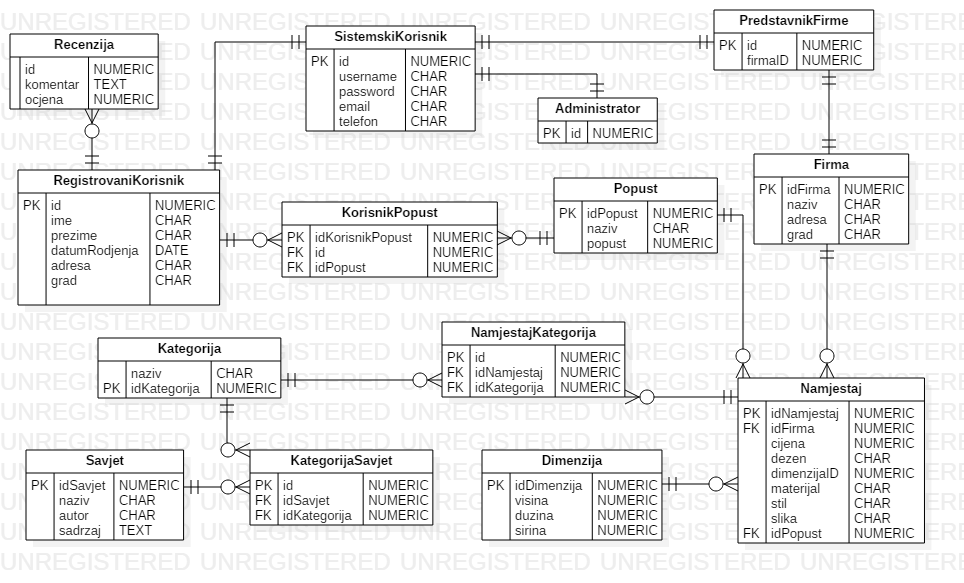 UNREGISTERED UNREGISTERED UNREGISTERED UNREGISTERED UNREGISTERED
Recenzija
id NUMERIC
komentar TEXT
ocjena NUMERIC
SistemskiKorisnik
PK id NUMERIC
username CHAR
password CHAR
email CHAR
telefon CHAR
PredstavnikFirme
PK id NUMERIC
firmaID NUMERIC
Administrator
PK id NUMERIC
RegistrovaniKorisnik
PK id NUMERIC
ime CHAR
prezime CHAR
datumRodjenja DATE
adresa CHAR
grad CHAR
KorisnikPopust
PK idKorisnikPopust NUMERIC
FK id NUMERIC
FK idPopust NUMERIC
Popust
PK idPopust NUMERIC
naziv CHAR
popust NUMERIC
Firma
PK idFirma NUMERIC
naziv CHAR
adresa CHAR
grad CHAR
Kategorija
naziv CHAR
PK idKategorija NUMERIC
NamjestajKategorija
PK id NUMERIC
FK idNamjestaj NUMERIC
FK idKategorija NUMERIC
Namjestaj
PK idNamjestaj NUMERIC
FK idFirma NUMERIC
cijena NUMERIC
dezen CHAR
dimenzijaID NUMERIC
materijal CHAR
stil CHAR
slika CHAR
FK idPopust NUMERIC
Savjet
PK idSavjet NUMERIC
naziv CHAR
autor CHAR
sadrzaj TEXT
KategorijaSavjet
PK id NUMERIC
FK idSavjet NUMERIC
FK idKategorija NUMERIC
Dimenzija
PK idDimenzija NUMERIC
visina NUMERIC
duzina NUMERIC
sirina NUMERIC